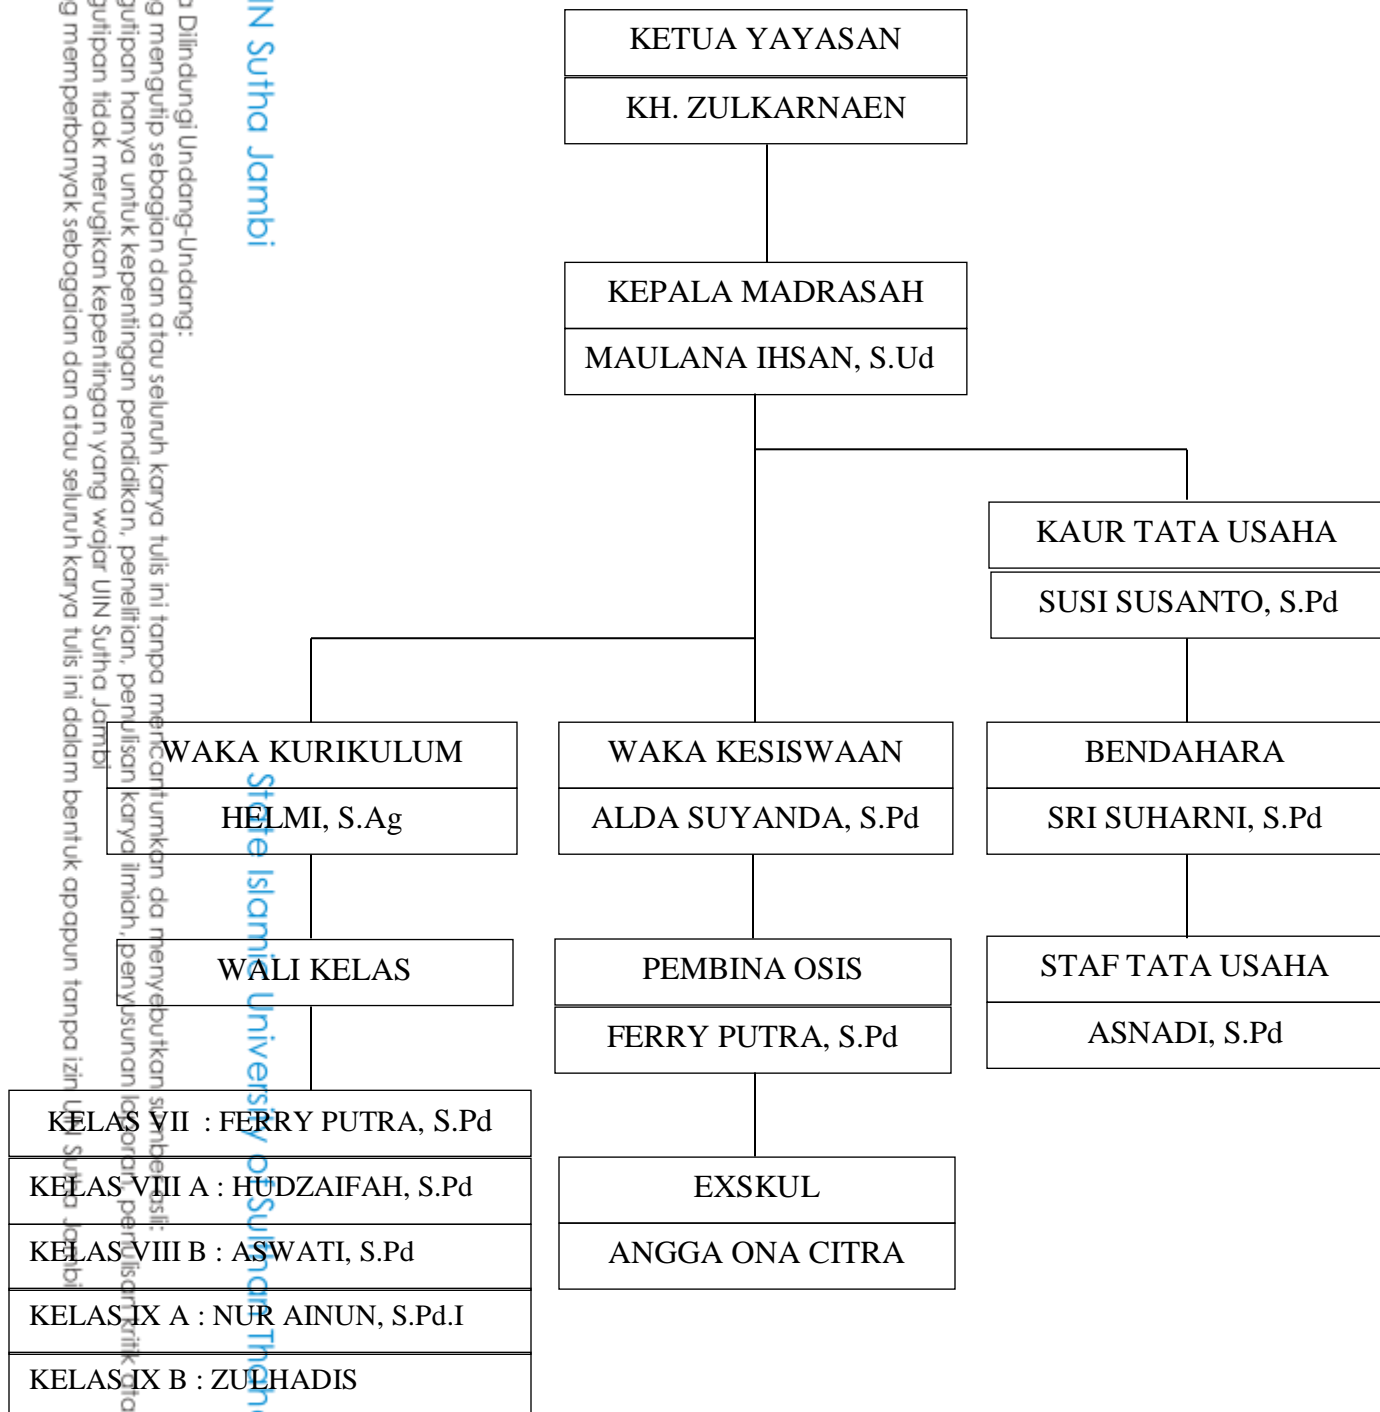 KETUA YAYASAN
KH. ZULKARNAEN
KEPALA MADRASAH
MAULANA IHSAN, S.Ud
KAUR TATA USAHA
SUSI SUSANTO, S.Pd
WAKA KURIKULUM
HELMI, S.Ag
WAKA KESISWAAN
ALDA SUYANDA, S.Pd
BENDAHARA
SRI SUHARNI, S.Pd
WALI KELAS
PEMBINA OSIS
FERRY PUTRA, S.Pd
STAF TATA USAHA
ASNADI, S.Pd
KELAS VII : FERRY PUTRA, S.Pd
KELAS VIII A : HUDZAIFAH, S.Pd
KELAS VIII B : ASWATI, S.Pd
KELAS IX A : NUR AINUN, S.Pd.I
KELAS IX B : ZULHADIS
EXSKUL
ANGGA ONA CITRA
Sutha Jambi
State Islamic University of Sulthan
Dilindungi Undang-Undang:
mengutip sebagian dan atau seluruh karya tulis ini tanpa mencantumkan da menyebutkan sumber asli:
hanya untuk kepentingan pendidikan, penelitian, penulisan karya ilmiah, penyusunan laporan, penulisan kritik
tidak merugikan kepentingan yang wajar UIN Sutha Jambi
memperbanyak sebagaian dan atau seluruh karya tulis ini dalam bentuk apapun tanpa izin UIN Sutha Jambi